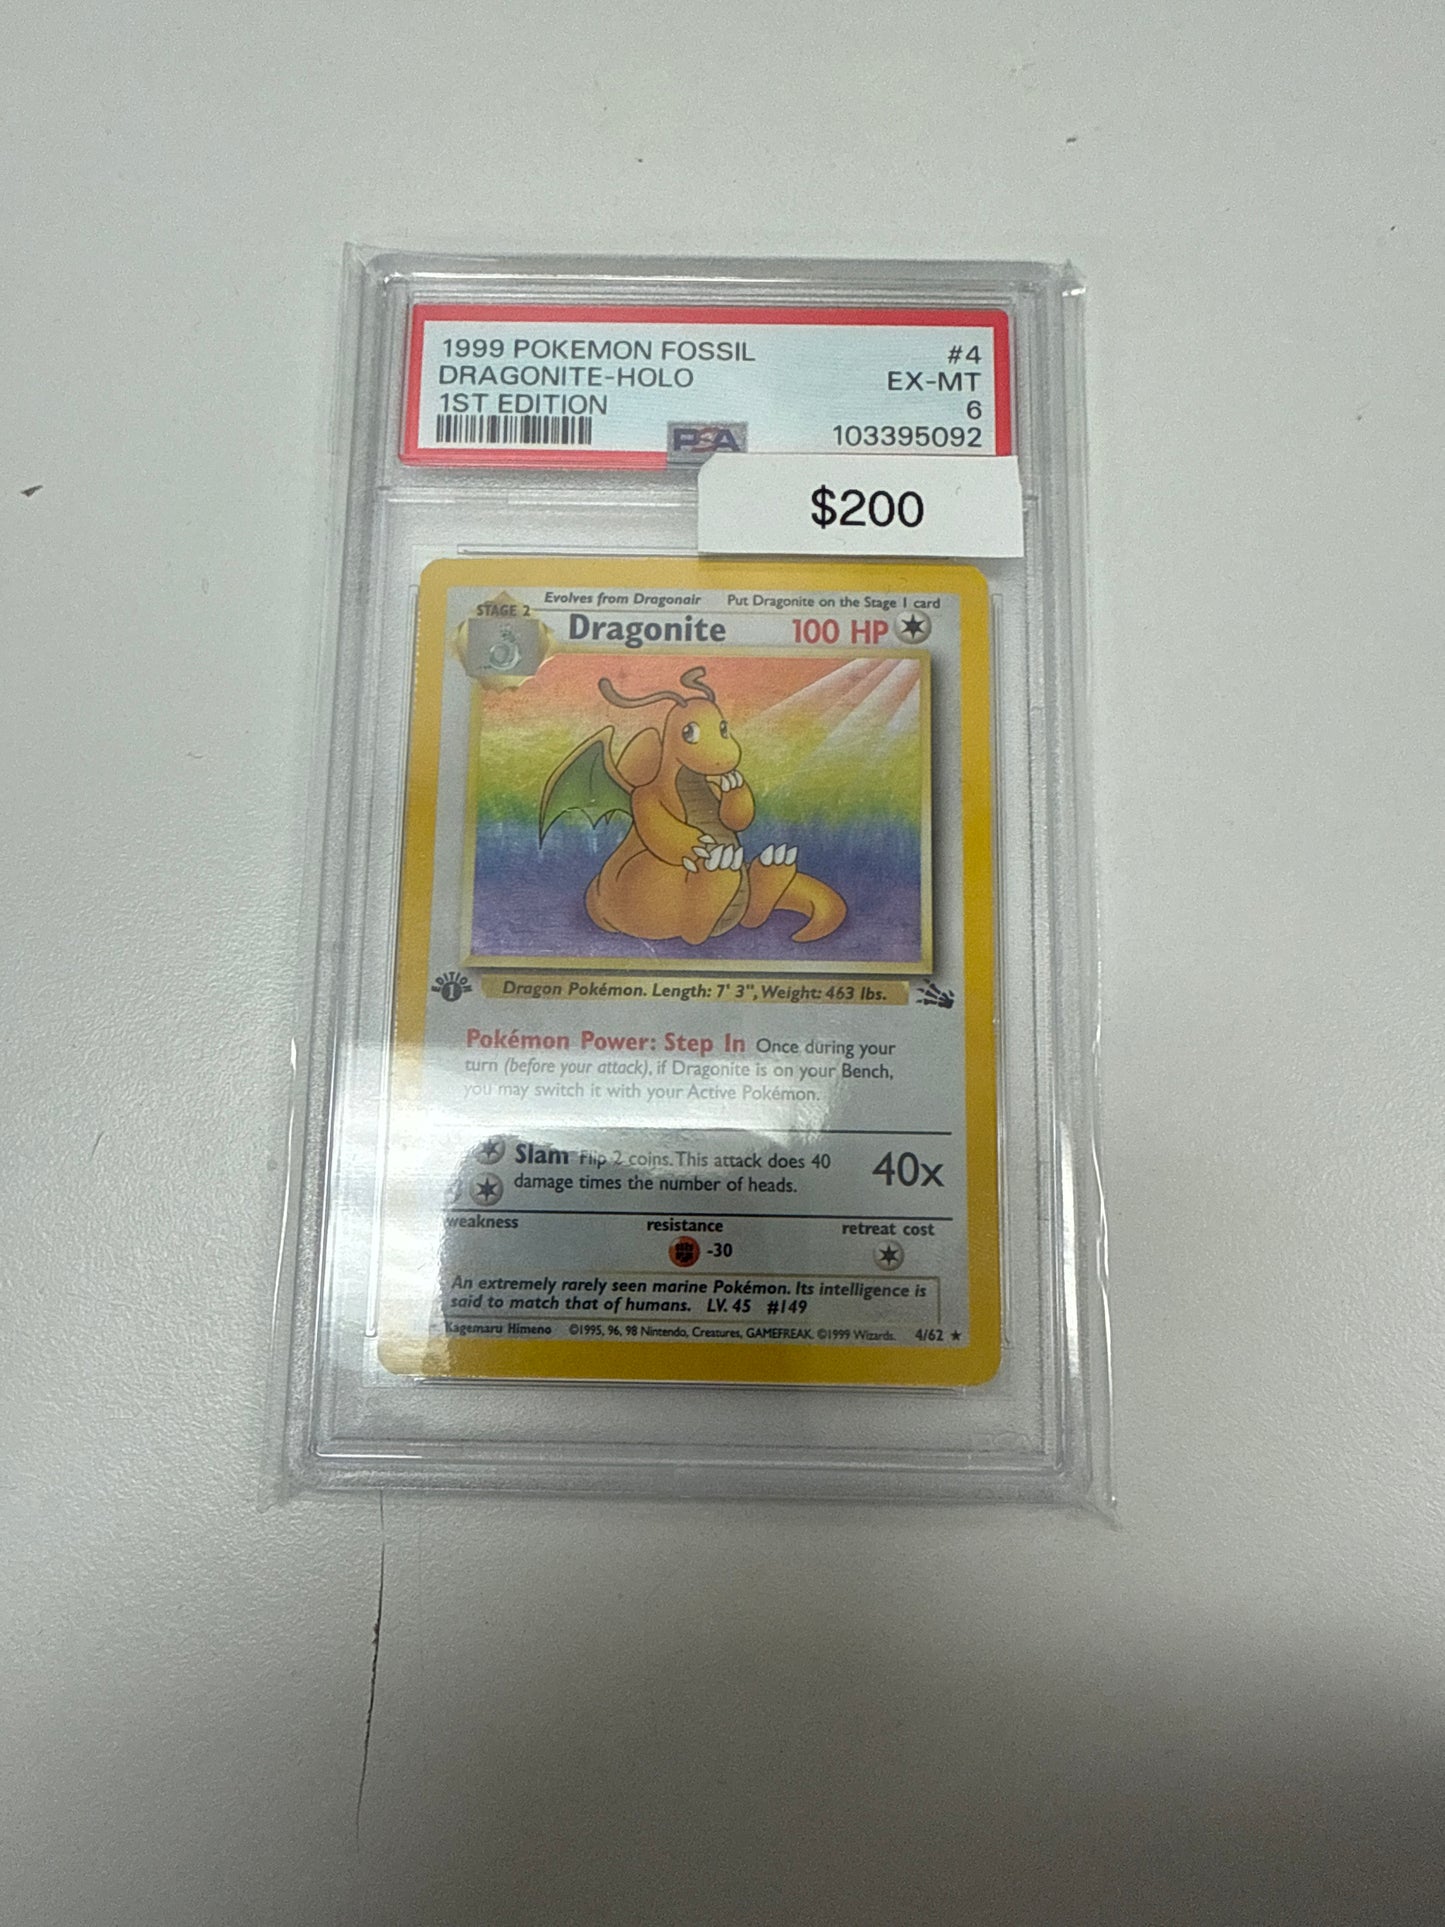 1999 POKEMON FOSSIL #4
DRAGONITE-HOLO EX-MT
1ST EDITION 6
PSA 103395092
$200
Evolves from Dragonair Put Dragonite on the Stage 1 card
STAGE 2
Dragonite 100 HP
EDITION 1
Dragon Pokémon. Length: 7' 3", Weight: 463 lbs.
Pokémon Power: Step In Once during your
turn (before your attack), if Dragonite is on your Bench,
you may switch it with your Active Pokémon.
Slam Flip 2 coins. This attack does 40
damage times the number of heads.
40x
weakness resistance retreat cost
-30
An extremely rarely seen marine Pokémon. Its intelligence is
said to match that of humans. LV. 45 #149
Kagemaru Himeno ©1995, 96, 98 Nintendo, Creatures, GAMEFREAK. ©1999 Wizards. 4/62 ★